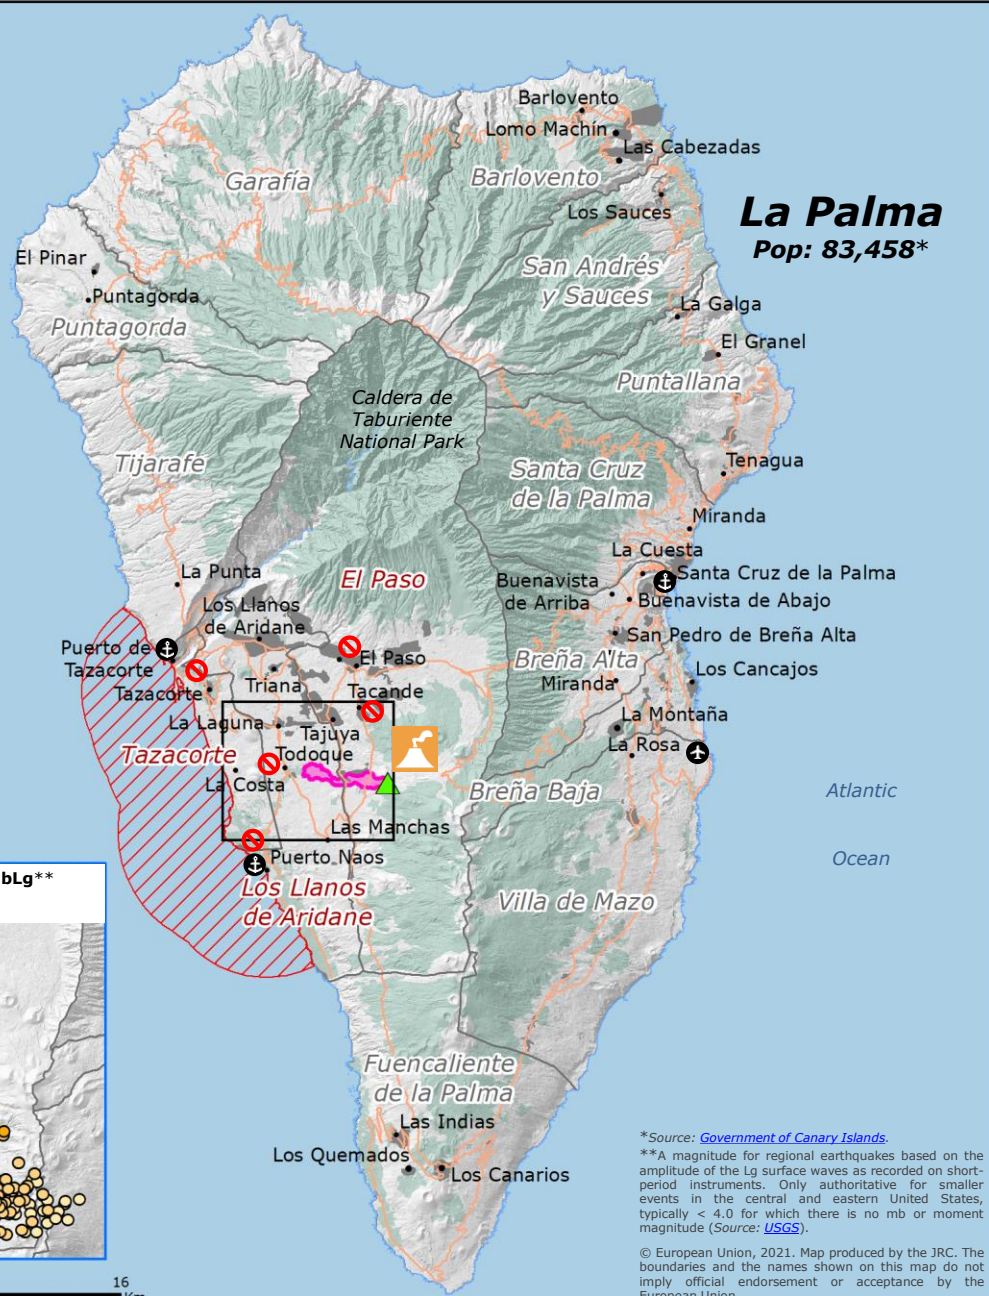 Barlovento
Lomo Machín
Las Cabezadas
Garafía
Barlovento
Los Sauces
La Palma
Pop: 83,458*
El Pinar
San Andrés
y Sauces
Puntagorda
La Galga
Puntagorda
El Granel
Puntallana
Caldera de
Taburiente
National Park
Tijarafe
Santa Cruz
de la Palma
Tenagua
Miranda
La Cuesta
La Punta
El Paso
Buenavista
de Arriba
Santa Cruz de la Palma
Buenavista de Abajo
Los Llanos
de Aridane
San Pedro de Breña Alta
Puerto de
Tazacorte
El Paso
Breña Alta
Los Cancajos
Tazacorte
Triana
Tacande
Miranda
La Laguna
Tajuya
La Montaña
La Rosa
Tazacorte
Todoque
La Costa
Breña Baja
Atlantic
Ocean
Las Manchas
Puerto Naos
Los Llanos
de Aridane
bLg**
Villa de Mazo
Fuencaliente
de la Palma
Las Indias
Los Quemados
Los Canarios
*Source: Government of Canary Islands.
**A magnitude for regional earthquakes based on the
amplitude of the Lg surface waves as recorded on short-
period instruments. Only authoritative for smaller
events in the central and eastern United States,
typically < 4.0 for which there is no mb or moment
magnitude (Source: USGS).
© European Union, 2021. Map produced by the JRC. The
boundaries and the names shown on this map do not
imply official endorsement or acceptance by the
European Union.
16
Km